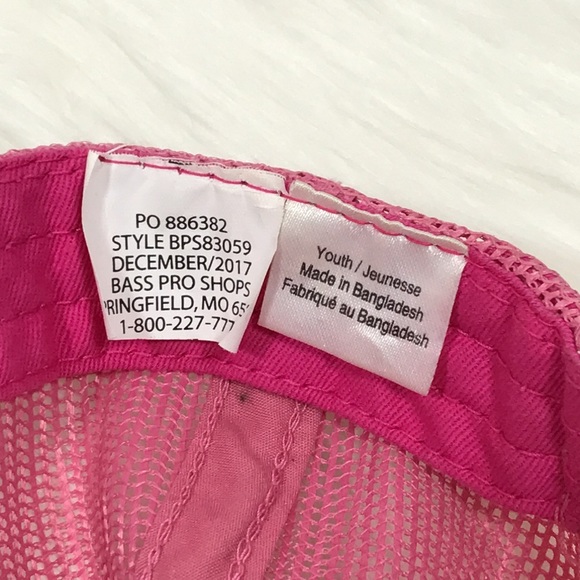 PO 886382
STYLE BPS83059
DECEMBER/2017
BASS PRO SHOPS
RINGFIELD, MO 65
1-800-227-777
Youth / Jeunesse
Made in Bangladesh
Fabriqué au Bangladesh